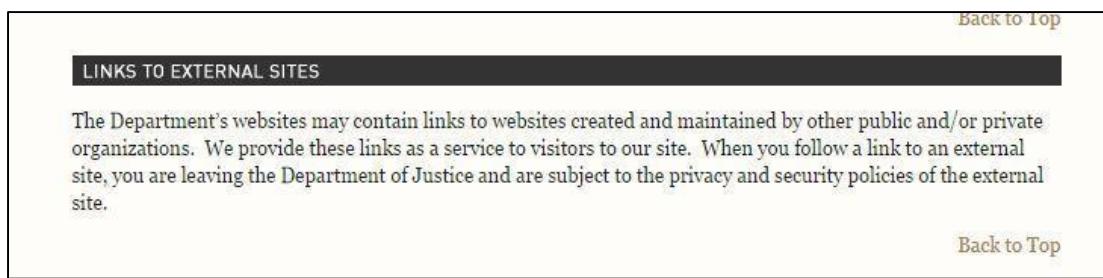 Back to Top
LINKS TO EXTERNAL SITES
The Department’s websites may contain links to websites created and maintained by other public and/or private
organizations.  We provide these links as a service to visitors to our site.  When you follow a link to an external
site, you are leaving the Department of Justice and are subject to the privacy and security policies of the external
site.
Back to Top